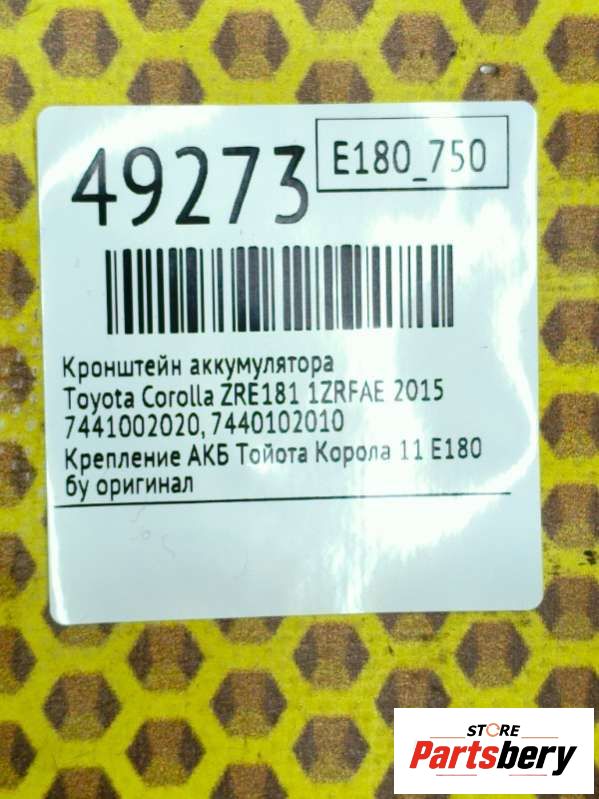 49273
E180_750
Кронштейн аккумулятора
Toyota Corolla ZRE181 1ZRFAE 2015
7441002020, 7440102010
Крепление АКБ Тойота Корола 11 E180
бу оригинал
STORE
Partsbery